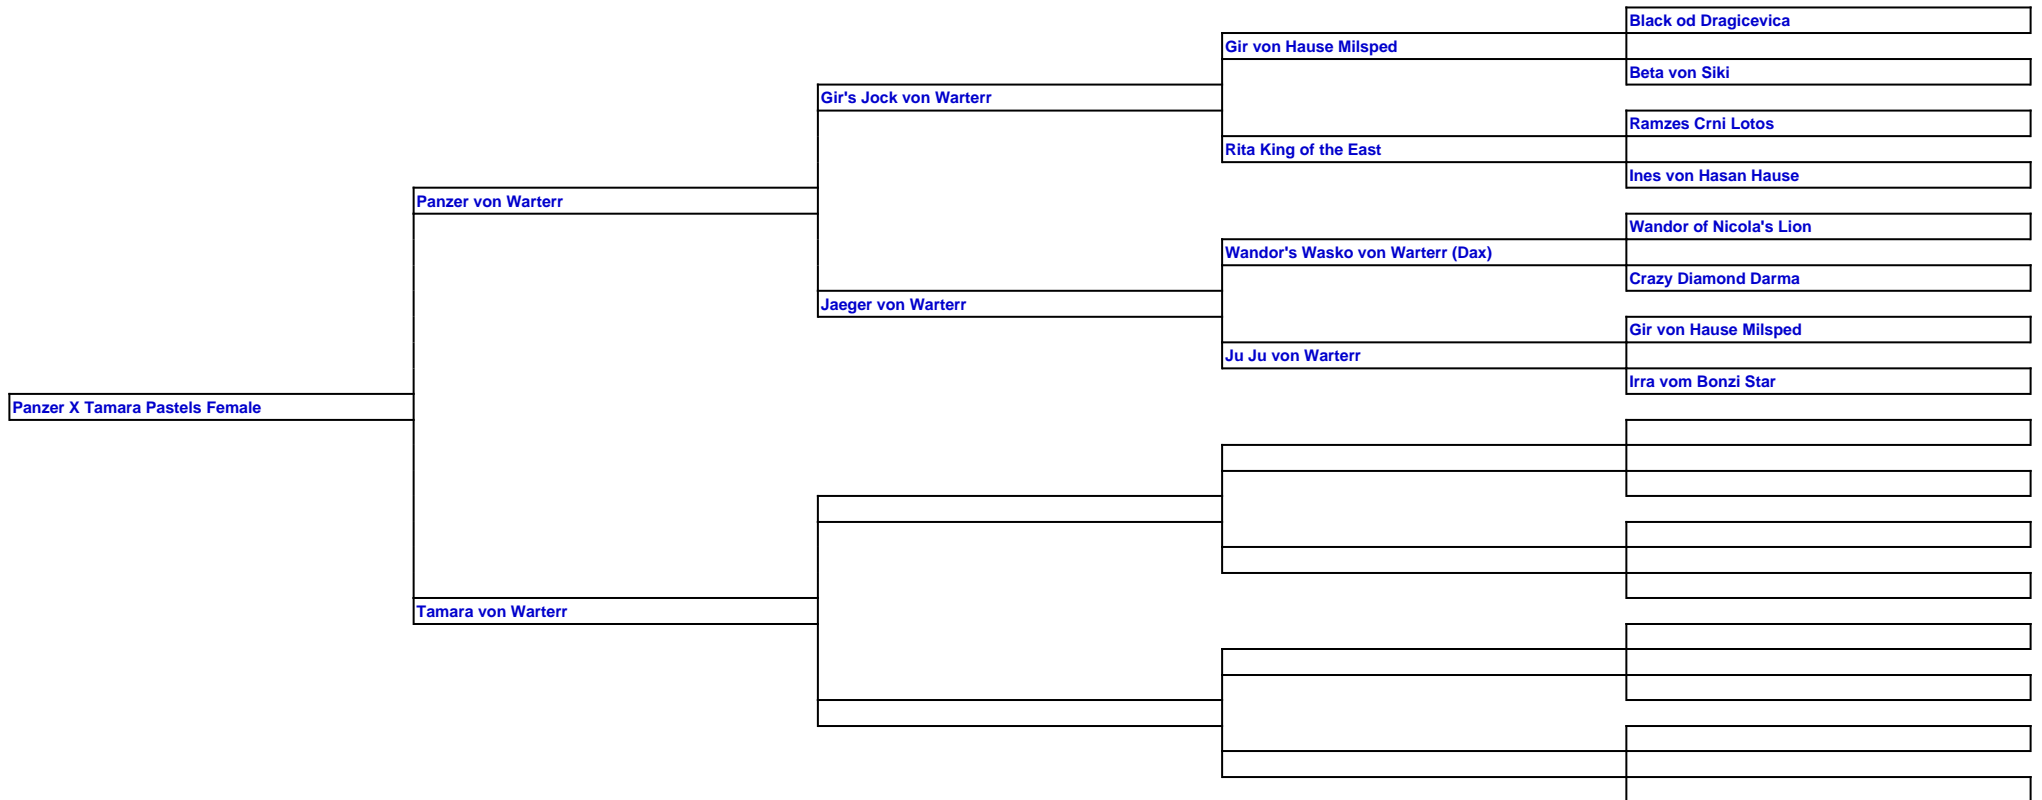 Black od Dragicevica
Gir von Hause Milsped
Beta von Siki
Gir's Jock von Warterr
Ramzes Crni Lotos
Rita King of the East
Ines von Hasan Hause
Panzer von Warterr
Wandor of Nicola's Lion
Wandor's Wasko von Warterr (Dax)
Crazy Diamond Darma
Jaeger von Warterr
Gir von Hause Milsped
Ju Ju von Warterr
Irra vom Bonzi Star
Panzer X Tamara Pastels Female
Tamara von Warterr